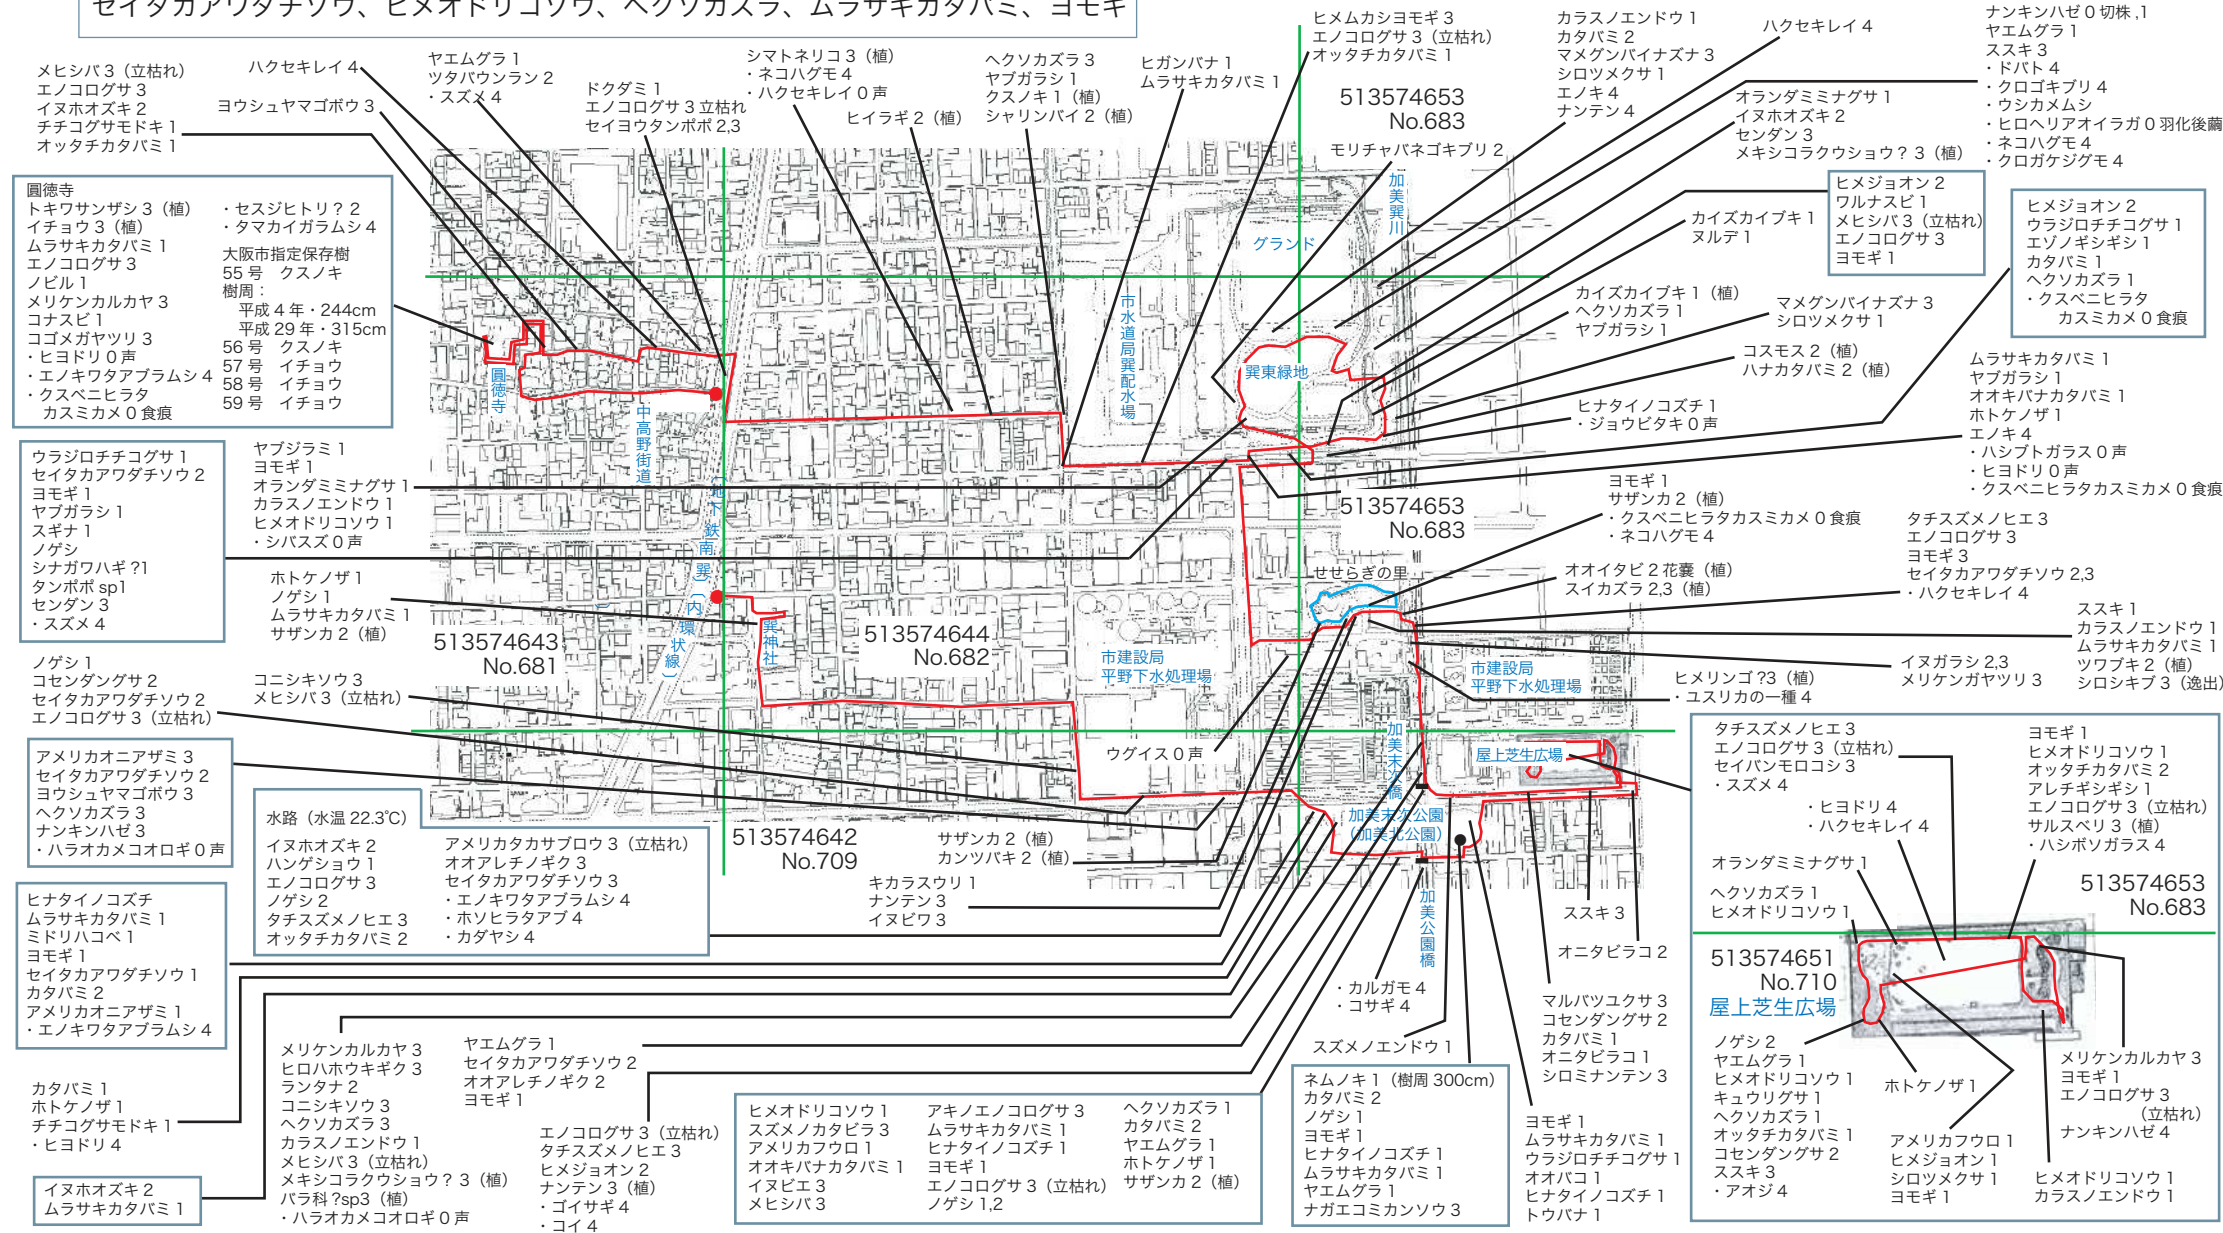 セイタカアワダチソウ、ヒメオドリコソウ、ヘクソカズラ、ムラサキカタバミ、ヨモギ
メヒシバ 3（立枯れ）
エノコログサ 3
イヌホオズキ 2
チチコグサモドキ 1
オッタチカタバミ 1
ハクセキレイ 4
ヨウシュヤマゴボウ 3
ヤエムグラ 1
ツタバウンラン 2
・スズメ 4
ドクダミ 1
エノコログサ 3 立枯れ
セイヨウタンポポ 2,3
シマトネリコ 3（植）
・ネコハグモ 4
・ハクセキレイ 0 声
ヒイラギ 2（植）
ヘクソカズラ 3
ヤブガラシ 1
クスノキ 1（植）
シャリンバイ 2（植）
ヒガンバナ 1
ムラサキカタバミ 1
ヒメムカシヨモギ 3
エノコログサ 3（立枯れ）
オッタチカタバミ 1
513574653
No.683
モリチャバネゴキブリ 2
カラスノエンドウ 1
カタバミ 2
マメグンバイナズナ 3
シロツメクサ 1
エノキ 4
ナンテン 4
ハクセキレイ 4
ナンキンハゼ 0 切株 ,1
ヤエムグラ 1
ススキ 3
・ドバト 4
・クロゴキブリ 4
・ウシカメムシ
・ヒロヘリアオイラガ 0 羽化後繭
・ネコハグモ 4
・クロガケジグモ 4
オランダミミナグサ 1
イヌホオズキ 2
センダン 3
メキシコラクウショウ？ 3（植）
ヒメジョオン 2
ワルナスビ 1
メヒシバ 3（立枯れ）
エノコログサ 3
ヨモギ 1
カイズカイブキ 1
ヌルデ 1
ヒメジョオン 2
ウラジロチチコグサ 1
エゾノギシギシ 1
カタバミ 1
ヘクソカズラ 1
・クスベニヒラタ
カスミカメ 0 食痕
圓徳寺
トキワサンザシ 3（植）
イチョウ 3（植）
ムラサキカタバミ 1
エノコログサ 3
ノビル 1
メリケンカルカヤ 3
コナスビ 1
コゴメガヤツリ 3
・ヒヨドリ 0 声
・エノキワタアブラムシ 4
・クスベニヒラタ
カスミカメ 0 食痕
・セスジヒトリ？ 2
・タマカイガラムシ 4
大阪市指定保存樹
55 号　クスノキ
樹周：
平成 4 年・244cm
平成 29 年・315cm
56 号　クスノキ
57 号　イチョウ
58 号　イチョウ
59 号　イチョウ
圓徳寺
中高野街道
地下鉄南巽（内環状線）
市水道局巽配水場
グランド
加美巽川
巽東緑地
カイズカイブキ 1（植）
ヘクソカズラ 1
ヤブガラシ 1
マメグンバイナズナ 3
シロツメクサ 1
コスモス 2（植）
ハナカタバミ 2（植）
ヒナタイノコズチ 1
・ジョウビタキ 0 声
ムラサキカタバミ 1
ヤブガラシ 1
オオキバナカタバミ 1
ホトケノザ 1
エノキ 4
・ハシブトガラス 0 声
・ヒヨドリ 0 声
・クスベニヒラタカスミカメ 0 食痕
ウラジロチチコグサ 1
セイタカアワダチソウ 2
ヨモギ 1
ヤブガラシ 1
スギナ 1
ノゲシ
シナガワハギ ?1
タンポポ sp1
センダン 3
・スズメ 4
ヤブジラミ 1
ヨモギ 1
オランダミミナグサ 1
カラスノエンドウ 1
ヒメオドリコソウ 1
・シバスズ 0 声
ホトケノザ 1
ノゲシ 1
ムラサキカタバミ 1
サザンカ 2（植）
513574643
No.681
巽神社
513574644
No.682
市建設局
平野下水処理場
513574653
No.683
せせらぎの里
ヨモギ 1
サザンカ 2（植）
・クスベニヒラタカスミカメ 0 食痕
・ネコハグモ 4
オオイタビ 2 花嚢（植）
スイカズラ 2,3（植）
タチスズメノヒエ 3
エノコログサ 3
ヨモギ 3
セイタカアワダチソウ 2,3
・ハクセキレイ 4
ススキ 1
カラスノエンドウ 1
ムラサキカタバミ 1
ツワブキ 2（植）
シロシキブ 3（逸出）
イヌガラシ 2,3
メリケンガヤツリ 3
市建設局
平野下水処理場
ヒメリンゴ ?3（植）
・ユスリカの一種 4
ノゲシ 1
コセンダングサ 2
セイタカアワダチソウ 2
エノコログサ 3（立枯れ）
コニシキソウ 3
メヒシバ 3（立枯れ）
アメリカオニアザミ 3
セイタカアワダチソウ 2
ヨウシュヤマゴボウ 3
ヘクソカズラ 3
ナンキンハゼ 3
・ハラオカメコオロギ 0 声
ウグイス 0 声
加美末次橋
屋上芝生広場
加美末次公園
（加美北公園）
加美公園橋
水路（水温 22.3℃）
イヌホオズキ 2
ハンゲショウ 1
エノコログサ 3
ノゲシ 2
タチスズメノヒエ 3
オッタチカタバミ 2
アメリカタカサブロウ 3（立枯れ）
オオアレチノギク 3
セイタカアワダチソウ 3
・エノキワタアブラムシ 4
・ホソヒラタアブ 4
・カダヤシ 4
513574642
No.709
サザンカ 2（植）
カンツバキ 2（植）
キカラスウリ 1
ナンテン 3
イヌビワ 3
ヒナタイノコズチ
ムラサキカタバミ 1
ミドリハコベ 1
ヨモギ 1
セイタカアワダチソウ 1
カタバミ 2
アメリカオニアザミ 1
・エノキワタアブラムシ 4
カタバミ 1
ホトケノザ 1
チチコグサモドキ 1
・ヒヨドリ 4
イヌホオズキ 2
ムラサキカタバミ 1
メリケンカルカヤ 3
ヒロハホウキギク 3
ランタナ 2
コニシキソウ 3
ヘクソカズラ 3
カラスノエンドウ 1
メヒシバ 3（立枯れ）
メキシコラクウショウ？ 3（植）
バラ科 ?sp3（植）
・ハラオカメコオロギ 0 声
ヤエムグラ 1
セイタカアワダチソウ 2
オオアレチノギク 2
ヨモギ 1
エノコログサ 3（立枯れ）
タチスズメノヒエ 3
ヒメジョオン 2
ナンテン 3（植）
・ゴイサギ 4
・コイ 4
ヒメオドリコソウ 1
スズメノカタビラ 3
アメリカフウロ 1
オオキバナカタバミ 1
イヌビエ 3
メヒシバ 3
アキノエノコログサ 3
ムラサキカタバミ 1
ヒナタイノコズチ 1
ヨモギ 1
エノコログサ 3（立枯れ）
ノゲシ 1,2
ヘクソカズラ 1
カタバミ 2
ヤエムグラ 1
ホトケノザ 1
サザンカ 2（植）
・カルガモ 4
・コサギ 4
スズメノエンドウ 1
ネムノキ 1（樹周 300cm）
カタバミ 2
ノゲシ 1
ヨモギ 1
ヒナタイノコズチ 1
ムラサキカタバミ 1
ヤエムグラ 1
ナガエコミカンソウ 3
ススキ 3
オニタビラコ 2
マルバツユクサ 3
コセンダングサ 2
カタバミ 1
オニタビラコ 1
シロミナンテン 3
ヨモギ 1
ムラサキカタバミ 1
ウラジロチチコグサ 1
オオバコ 1
ヒナタイノコズチ 1
トウバナ 1
タチスズメノヒエ 3
エノコログサ 3（立枯れ）
セイバンモロコシ 3
・スズメ 4
・ヒヨドリ 4
・ハクセキレイ 4
オランダミミナグサ 1
ヘクソカズラ 1
ヒメオドリコソウ 1
ヨモギ 1
ヒメオドリコソウ 1
オッタチカタバミ 2
アレチギシギシ 1
エノコログサ 3（立枯れ）
サルスベリ 3（植）
・ハシボソガラス 4
513574653
No.683
513574651
No.710
屋上芝生広場
ノゲシ 2
ヤエムグラ 1
ヒメオドリコソウ 1
キュウリグサ 1
ヘクソカズラ 1
オッタチカタバミ 1
コセンダングサ 2
ススキ 3
・アオジ 4
ホトケノザ 1
アメリカフウロ 1
ヒメジョオン 1
シロツメクサ 1
ヨモギ 1
メリケンカルカヤ 3
ヨモギ 1
エノコログサ 3
（立枯れ）
ナンキンハゼ 4
ヒメオドリコソウ 1
カラスノエンドウ 1